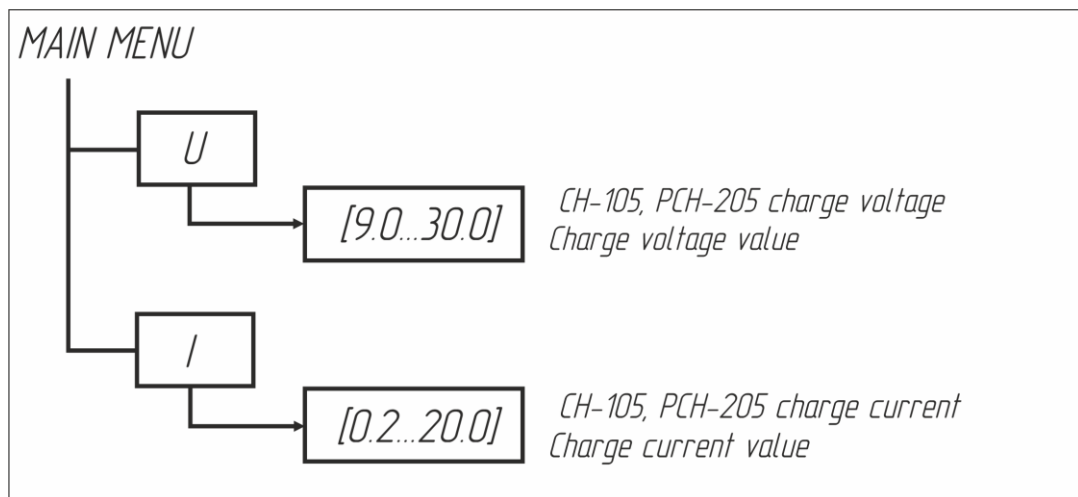 MAIN MENU
U
[9.0...30.0]
CH-105, PCH-205 charge voltage
Charge voltage value
I
[0.2...20.0]
CH-105, PCH-205 charge current
Charge current value